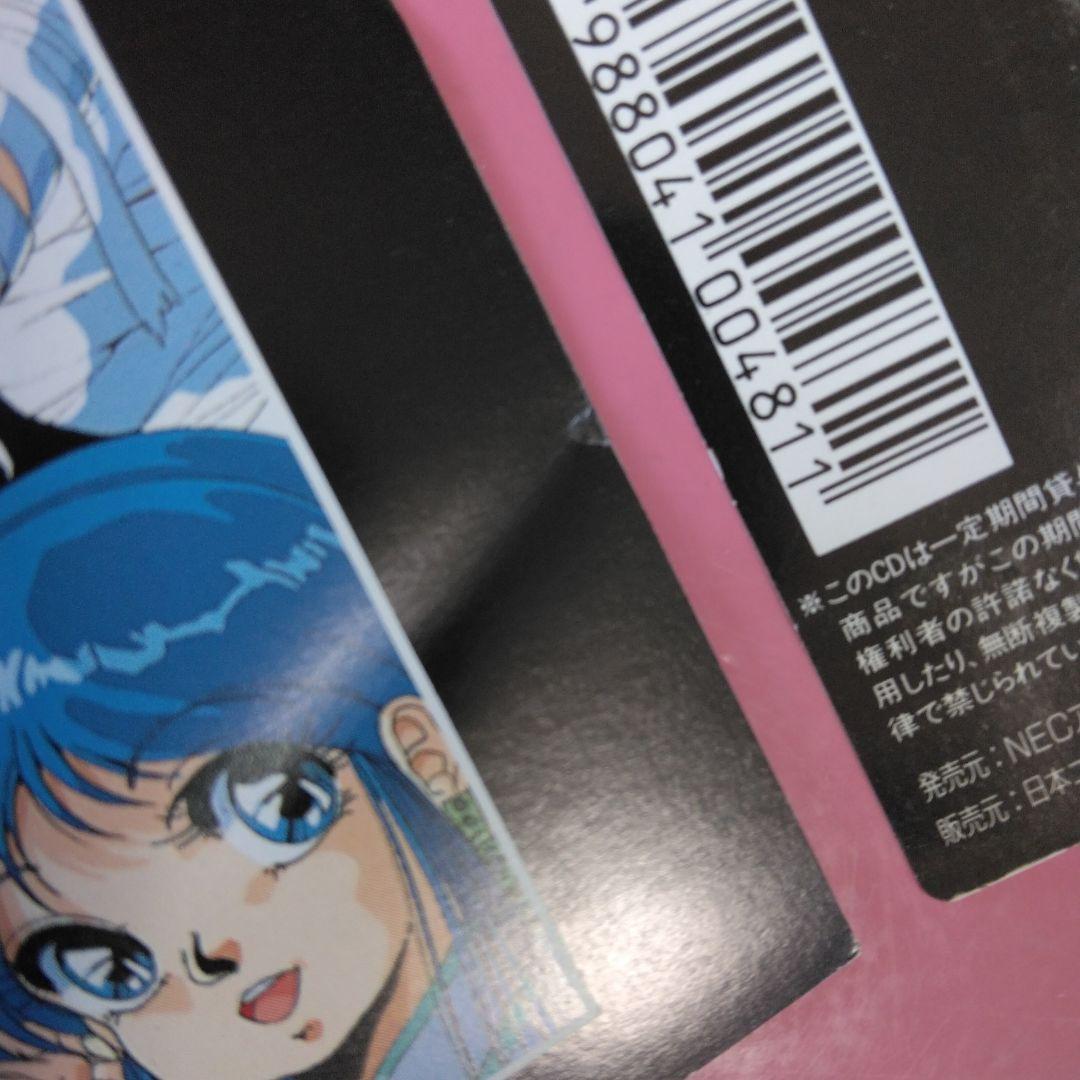 988041004811
※このCDは一定期間貸
商品ですがこの期間
権利者の許諾なく
用したり、無断複製
律で禁じられてい
発売元：NEC
販売元：日本